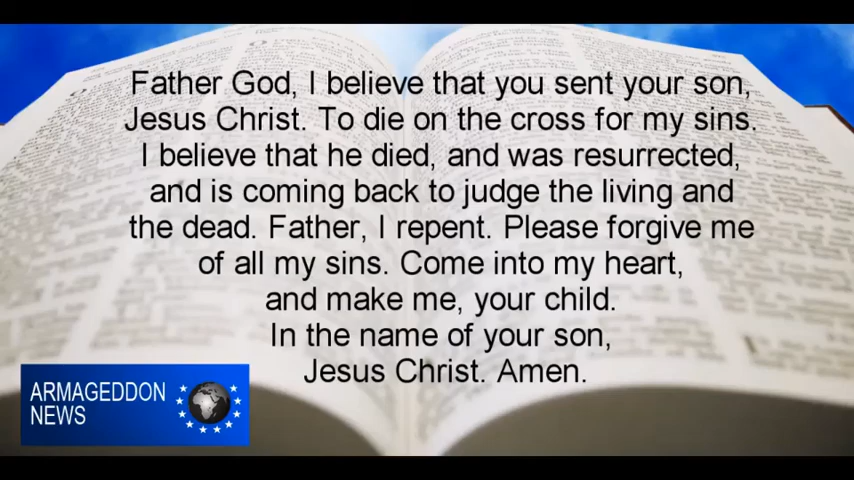 Father God, I believe that you sent your son,
Jesus Christ. To die on the cross for my sins.
I believe that he died, and was resurrected,
and is coming back to judge the living and
the dead. Father, I repent. Please forgive me
of all my sins. Come into my heart,
and make me, your child.
In the name of your son,
Jesus Christ. Amen.
ARMAGEDDON
NEWS